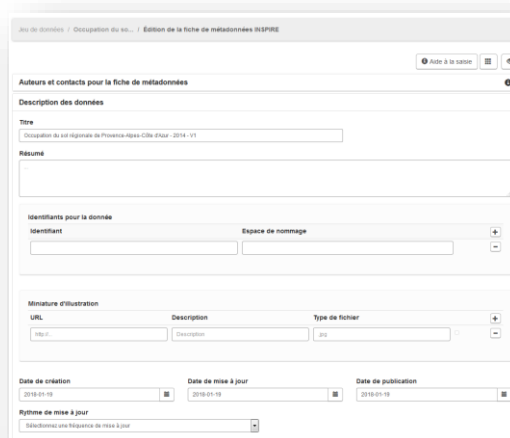 Jeu de données / Occupation du so... / Édition de la fiche de métadonnées INSPIRE
Aide à la saisie
Auteurs et contacts pour la fiche de métadonnées
Description des données
Titre
Occupation du sol régionale de Provence-Alpes-Côte d'Azur - 2014 - V1
Résumé
...
Identifiants pour la donnée
Identifiant Espace de nommage
Miniature d'illustration
URL Description Type de fichier
http://... Description .jpg
Date de création Date de mise à jour Date de publication
2018-01-19 2018-01-19 2018-01-19
Rythme de mise à jour
Sélectionnez une fréquence de mise à jour